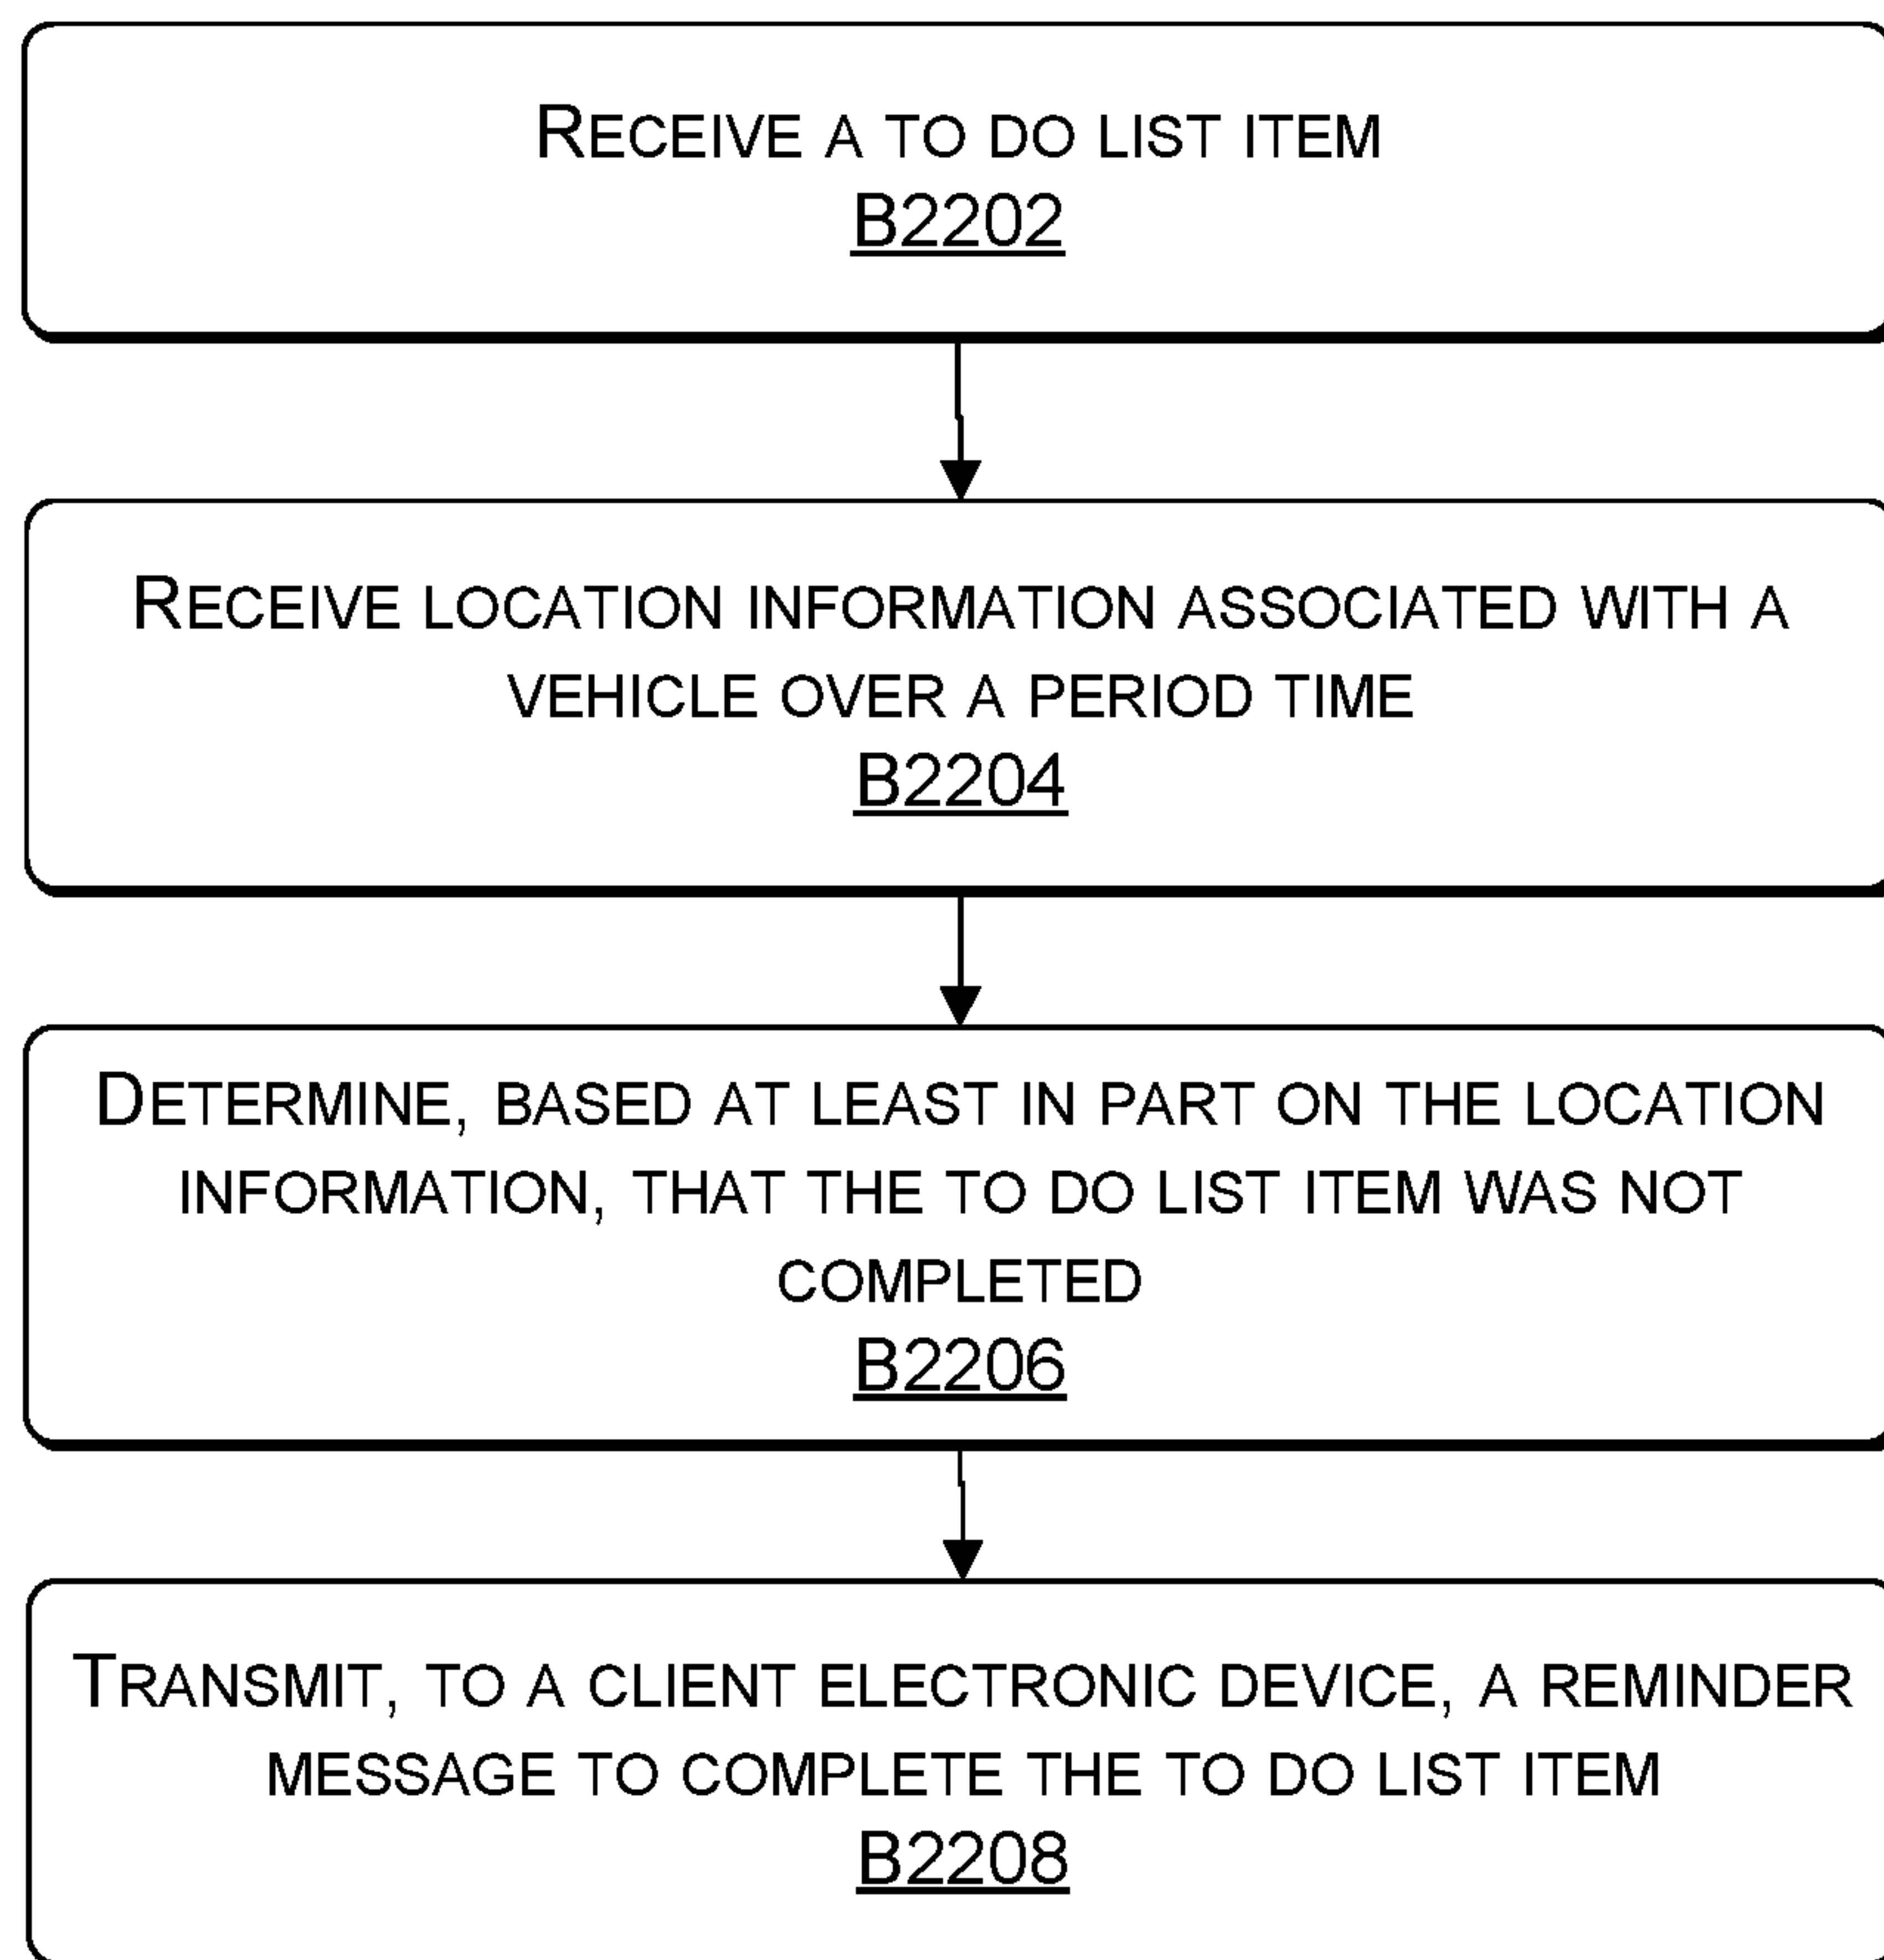 RECEIVE A TO DO LIST ITEM
B2202
RECEIVE LOCATION INFORMATION ASSOCIATED WITH A
VEHICLE OVER A PERIOD TIME
B2204
DETERMINE, BASED AT LEAST IN PART ON THE LOCATION
INFORMATION, THAT THE TO DO LIST ITEM WAS NOT
COMPLETED
B2206
TRANSMIT, TO A CLIENT ELECTRONIC DEVICE, A REMINDER
MESSAGE TO COMPLETE THE TO DO LIST ITEM
B2208